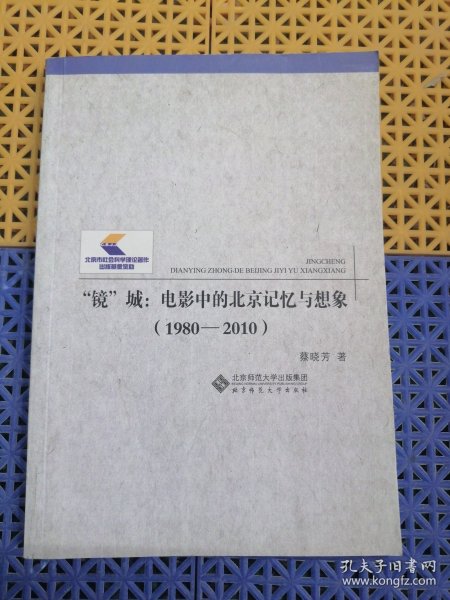 北京市社会科学理论著作
出版基金资助
JINGCHENG
DIANYING ZHONG-DE BEIJING JIYI YU XIANGXIANG
“镜”城：电影中的北京记忆与想象
（1980—2010）
蔡晓芳 著
北京师范大学出版集团
北京师范大学出版社
孔夫子旧书网
www.kongfz.com